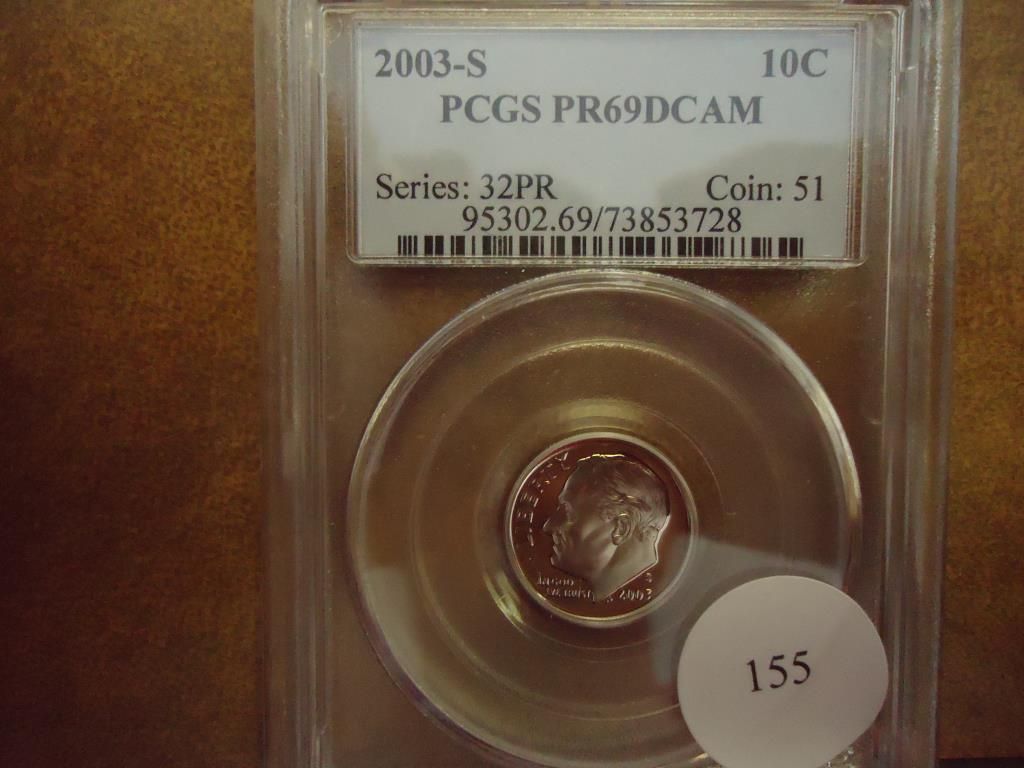 2003-S 10C
PCGS PR69DCAM
Series: 32PR Coin: 51
95302.69/73853728
LIBERTY
IN GOD
WE TRUST
S
2003
155